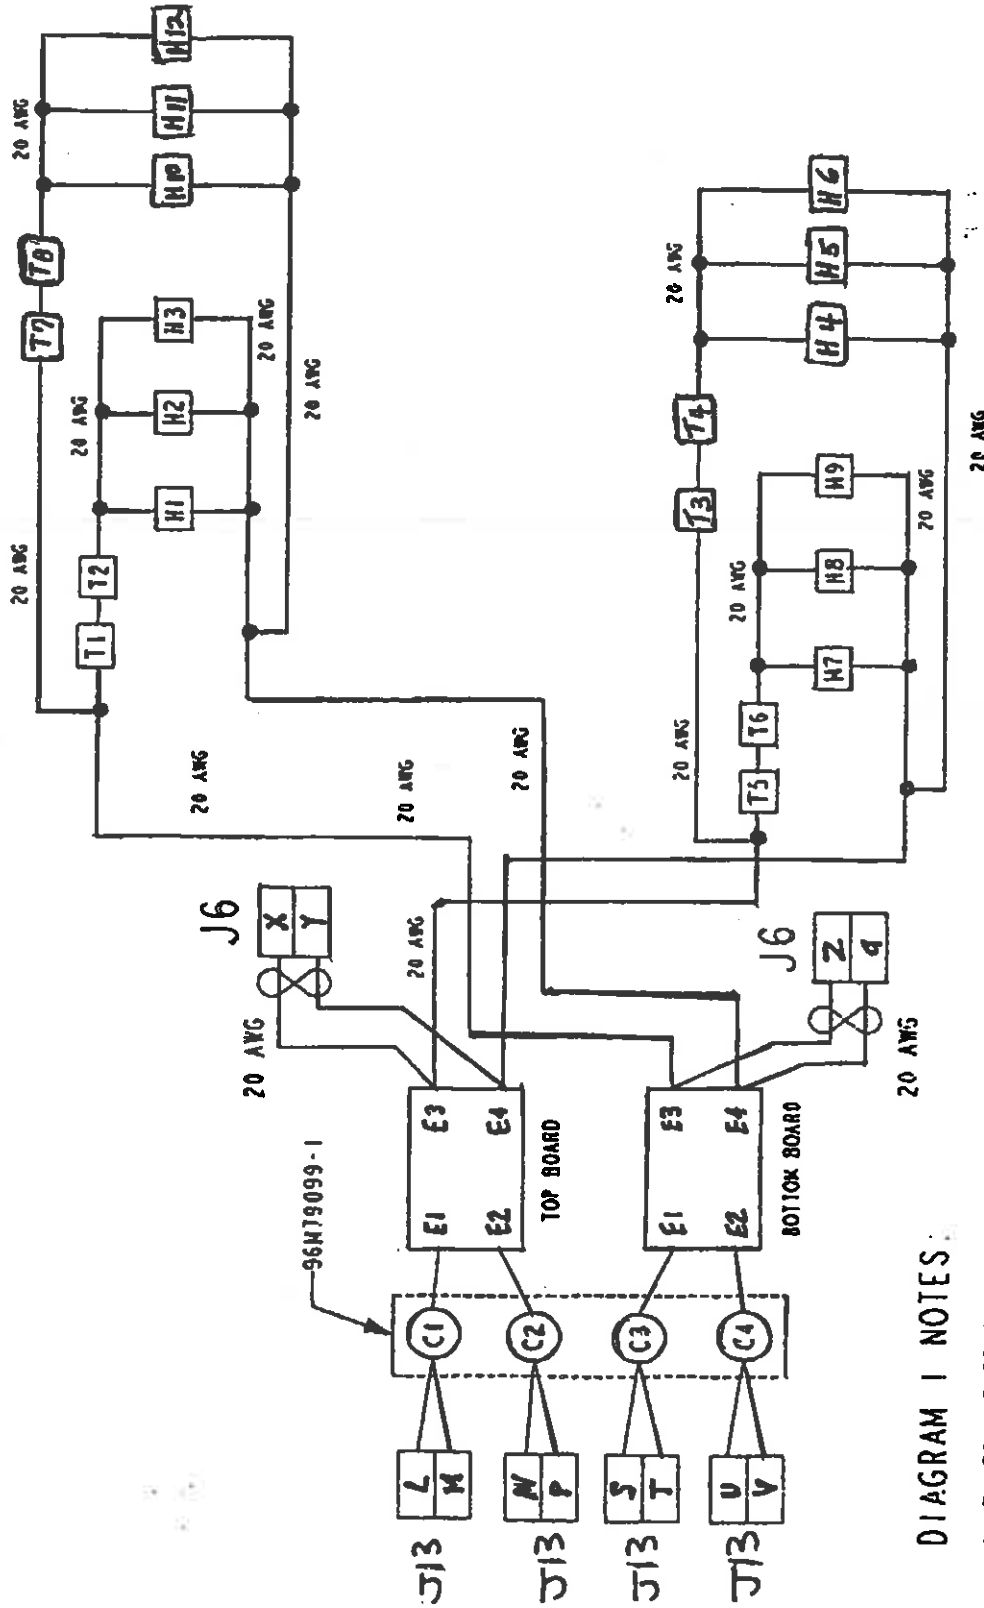 J13
L
M
J13
N
P
J13
S
T
J13
U
V
C1
C2
C3
C4
96M79099-1
E1
E2
E3
E4
TOP BOARD
E1
E2
E3
E4
BOTTOM BOARD
20 AWG
J6
X
Y
20 AWG
J6
Z
a
20 AWG
20 AWG
20 AWG
20 AWG
20 AWG
T7
T8
20 AWG
H10
H11
H12
T1
T2
20 AWG
H1
H2
H3
20 AWG
20 AWG
20 AWG
T3
T4
20 AWG
H4
H5
H6
T5
T6
20 AWG
H7
H8
H9
20 AWG
20 AWG
DIAGRAM 1 NOTES